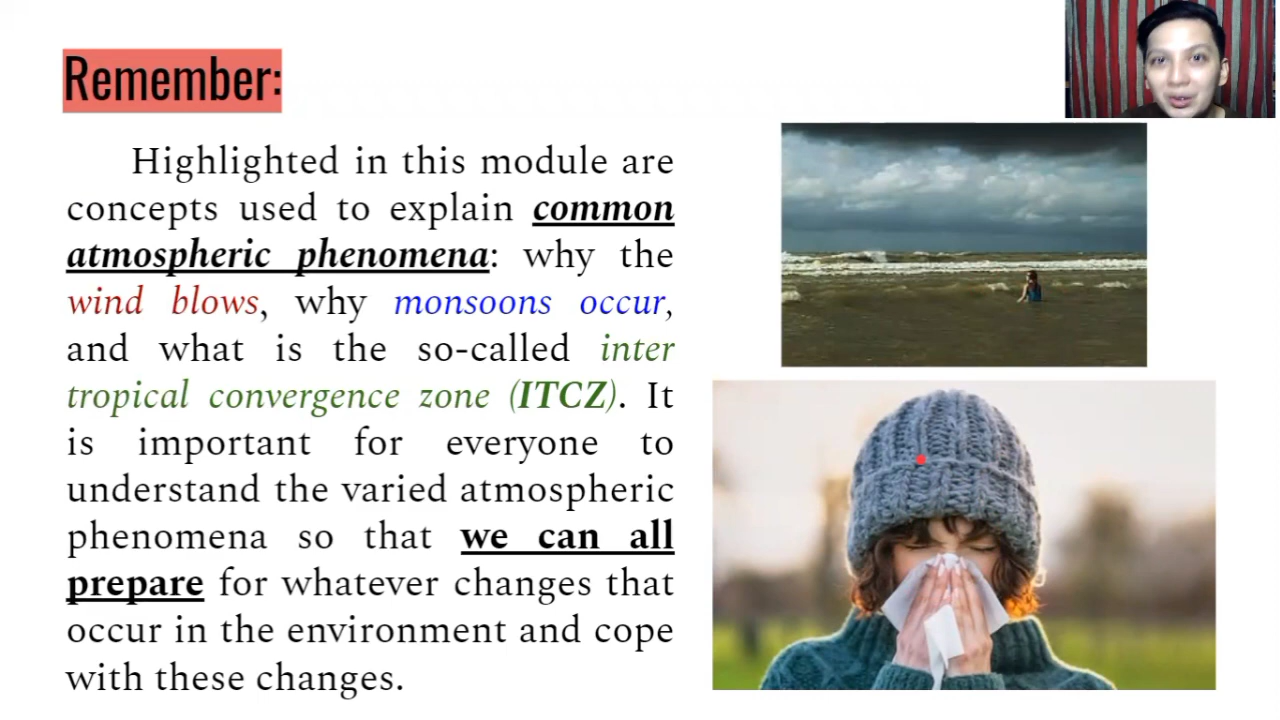 Remember:
Highlighted in this module are
concepts used to explain common
atmospheric phenomena: why the
wind blows, why monsoons occur,
and what is the so-called inter
tropical convergence zone (ITCZ). It
is important for everyone to
understand the varied atmospheric
phenomena so that we can all
prepare for whatever changes that
occur in the environment and cope
with these changes.